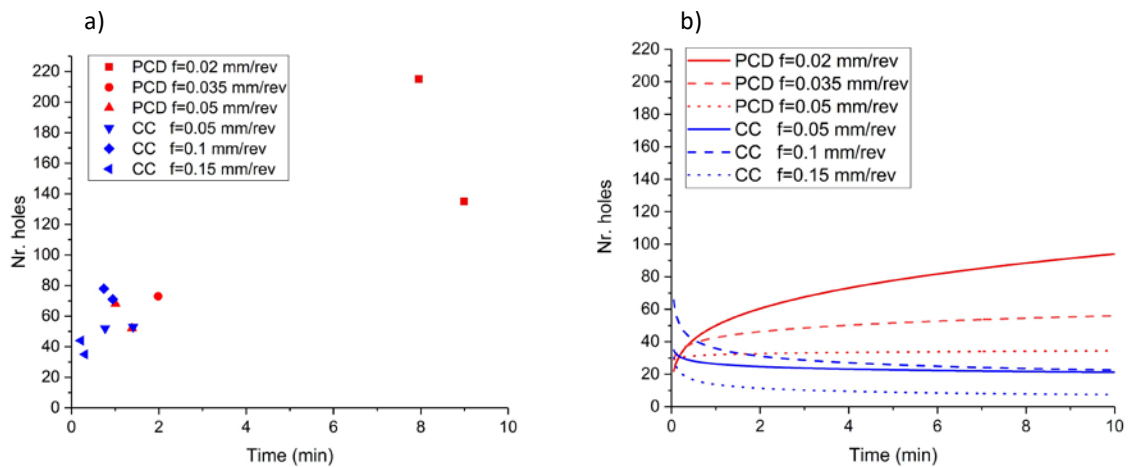 a)
220
200
180
160
140
120
100
80
60
40
20
0
Nr. holes
PCD f=0.02 mm/rev
PCD f=0.035 mm/rev
PCD f=0.05 mm/rev
CC f=0.05 mm/rev
CC f=0.1 mm/rev
CC f=0.15 mm/rev
0 2 4 6 8 10
Time (min)
b)
220
200
180
160
140
120
100
80
60
40
20
0
Nr. holes
PCD f=0.02 mm/rev
PCD f=0.035 mm/rev
PCD f=0.05 mm/rev
CC f=0.05 mm/rev
CC f=0.1 mm/rev
CC f=0.15 mm/rev
0 2 4 6 8 10
Time (min)